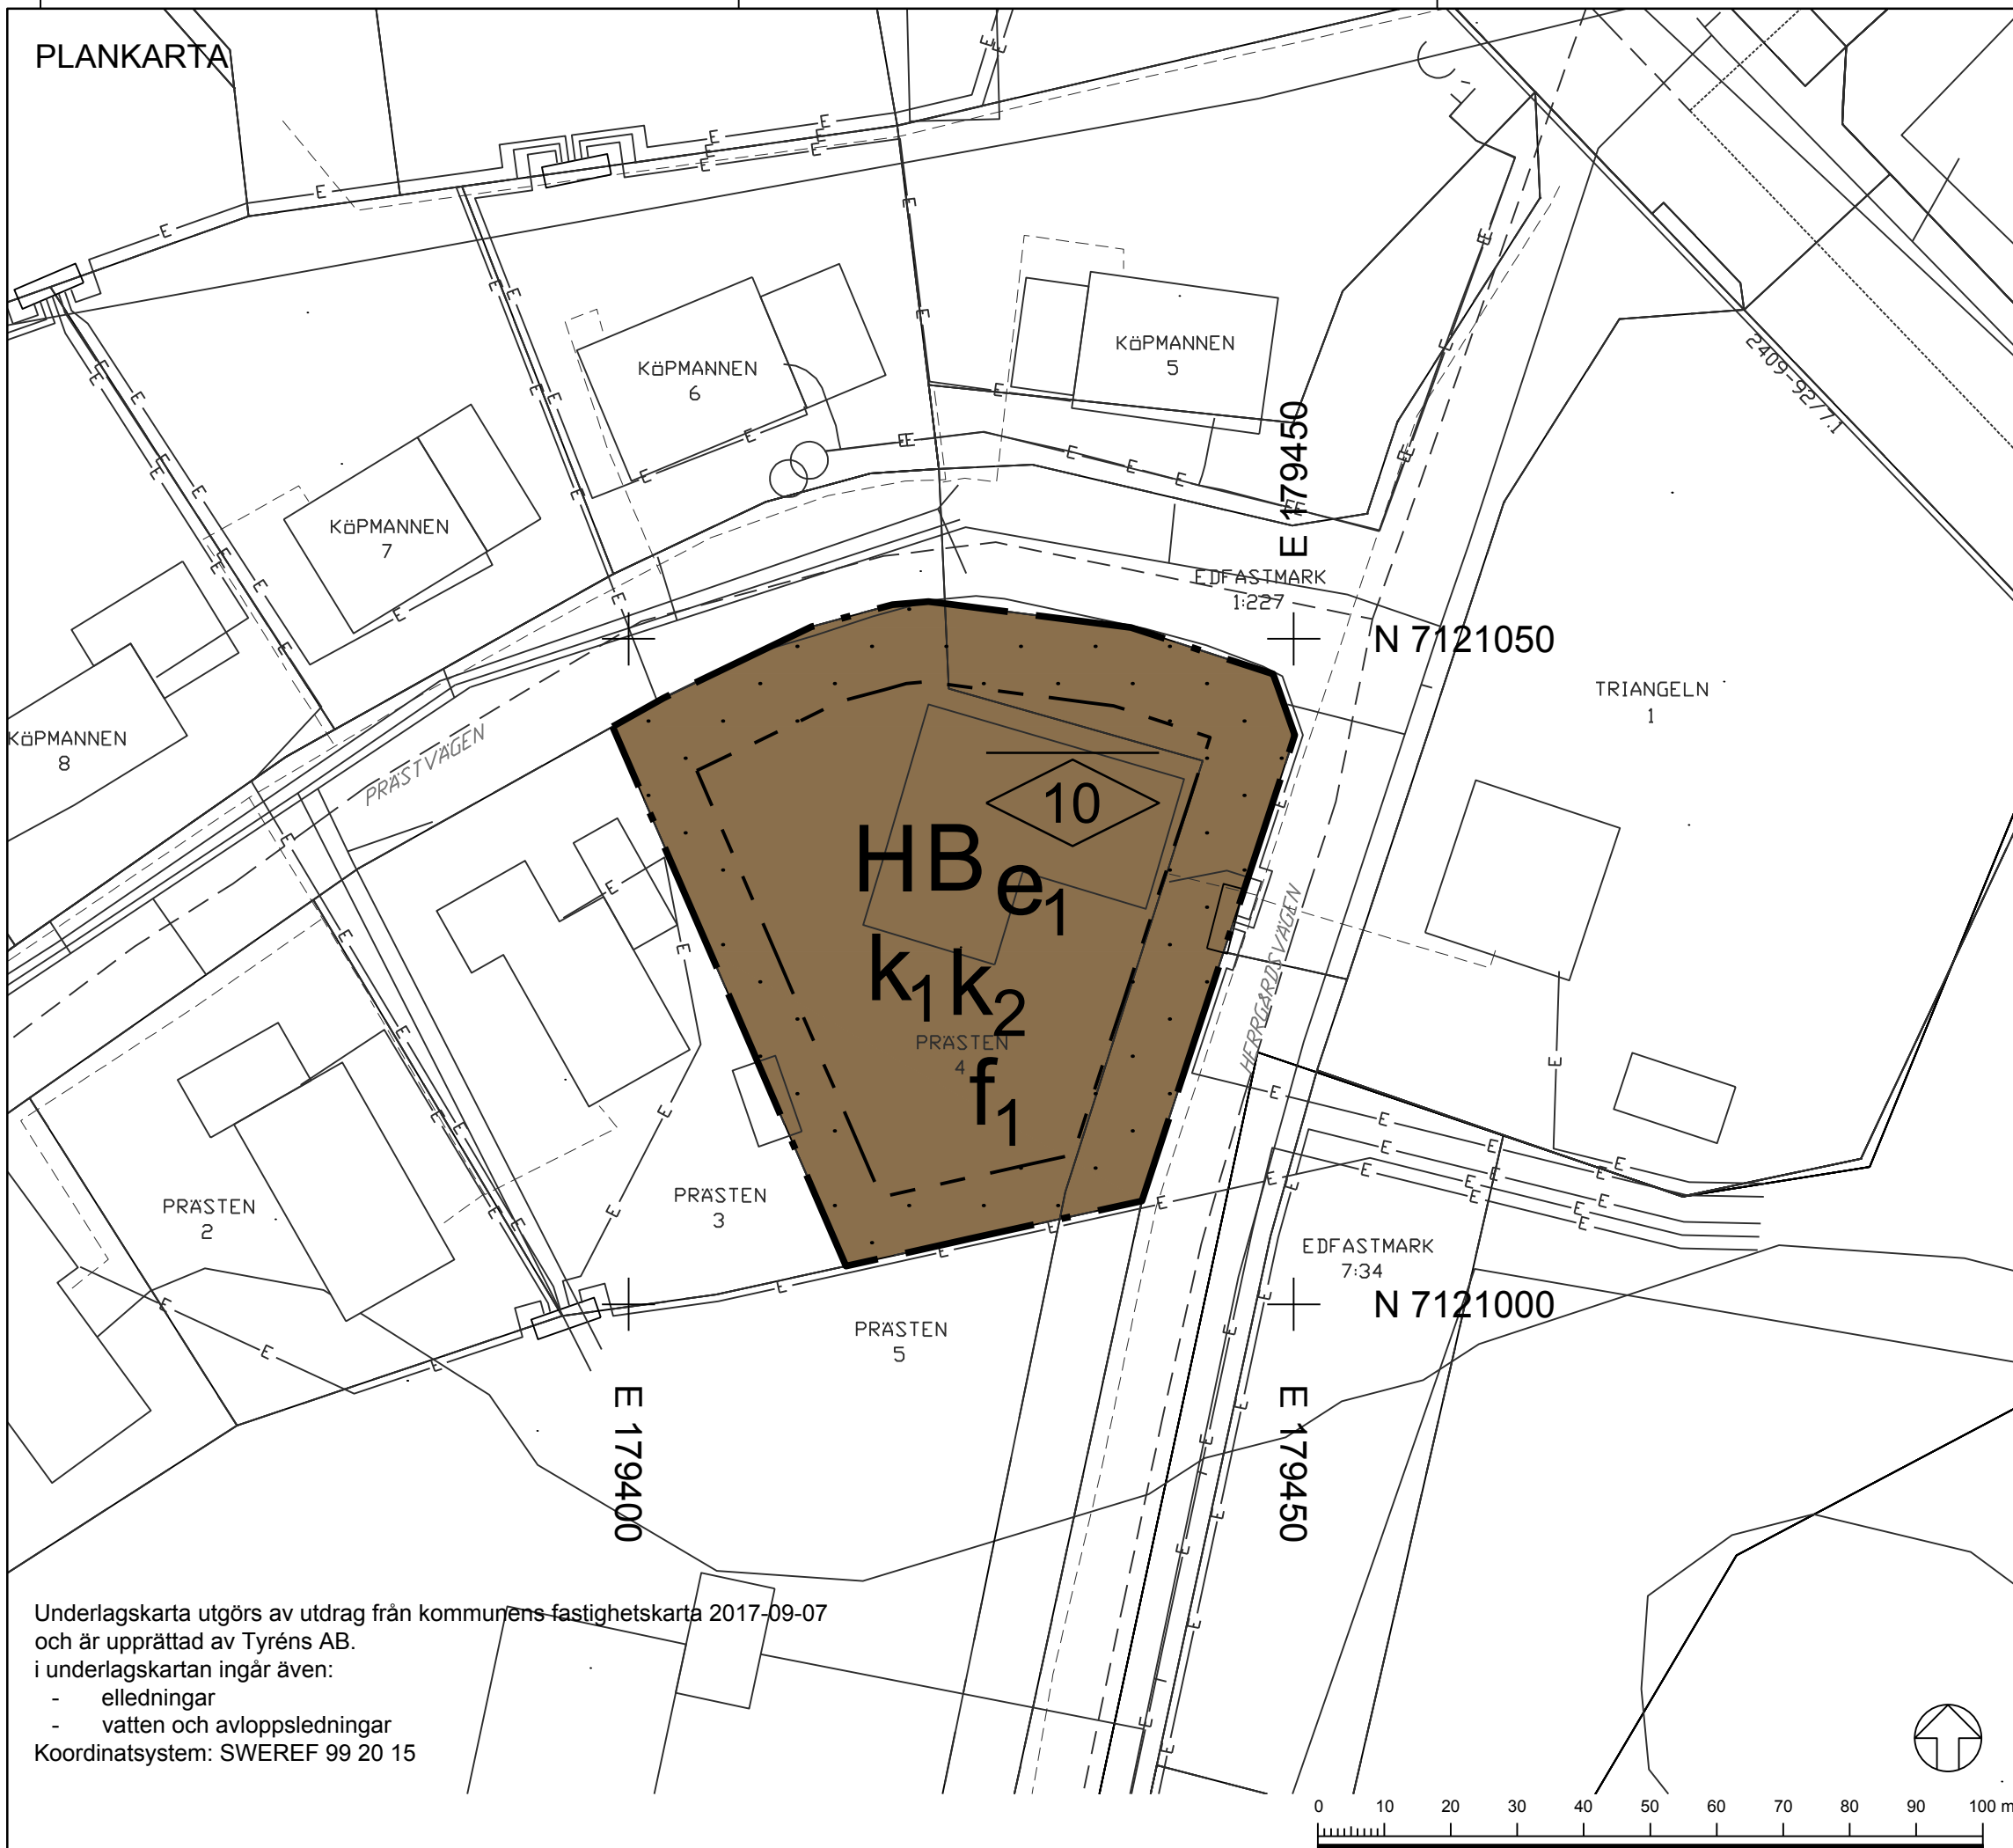 PLANKARTA
E
2409-9277.1
KöPMANNEN
5
KöPMANNEN
6
KöPMANNEN
7
KöPMANNEN
8
E 179450
EDFASTMARK
1:227
N 7121050
TRIANGELN
1
PRÄSTVÄGEN
10
HB e1
k1 k2
f1
PRÄSTEN
4
HERRGÅRDSVÄGEN
PRÄSTEN
2
PRÄSTEN
3
EDFASTMARK
7:34
N 7121000
PRÄSTEN
5
E 179400
E 179450
Underlagskarta utgörs av utdrag från kommunens fastighetskarta 2017-09-07
och är upprättad av Tyréns AB.
i underlagskartan ingår även:
- elledningar
- vatten och avloppsledningar
Koordinatsystem: SWEREF 99 20 15
0 10 20 30 40 50 60 70 80 90 100 m